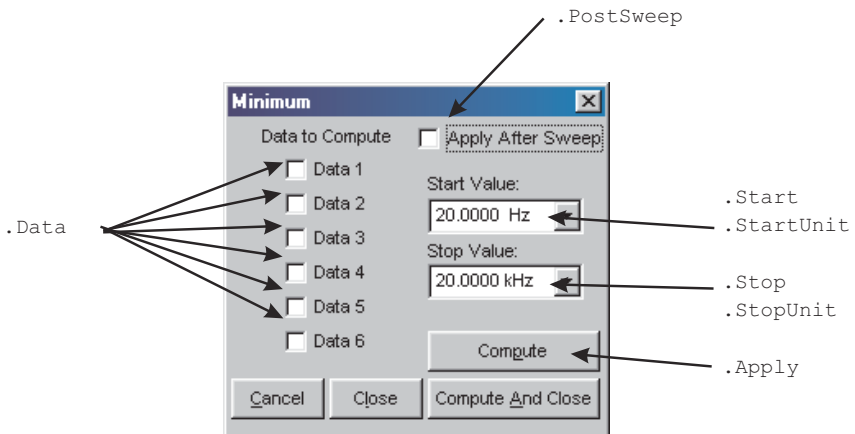 .PostSweep
Minimum
Data to Compute
Apply After Sweep
Data 1
Data 2
Data 3
Data 4
Data 5
Data 6
.Data
Start Value:
20.0000 Hz
Stop Value:
20.0000 kHz
.Start
.StartUnit
.Stop
.StopUnit
Compute
.Apply
Cancel
Close
Compute And Close